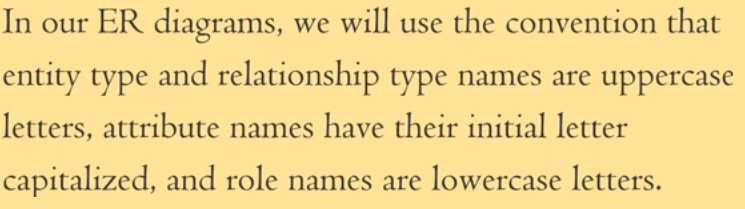 In our ER diagrams, we will use the convention that
entity type and relationship type names are uppercase
letters, attribute names have their initial letter
capitalized, and role names are lowercase letters.